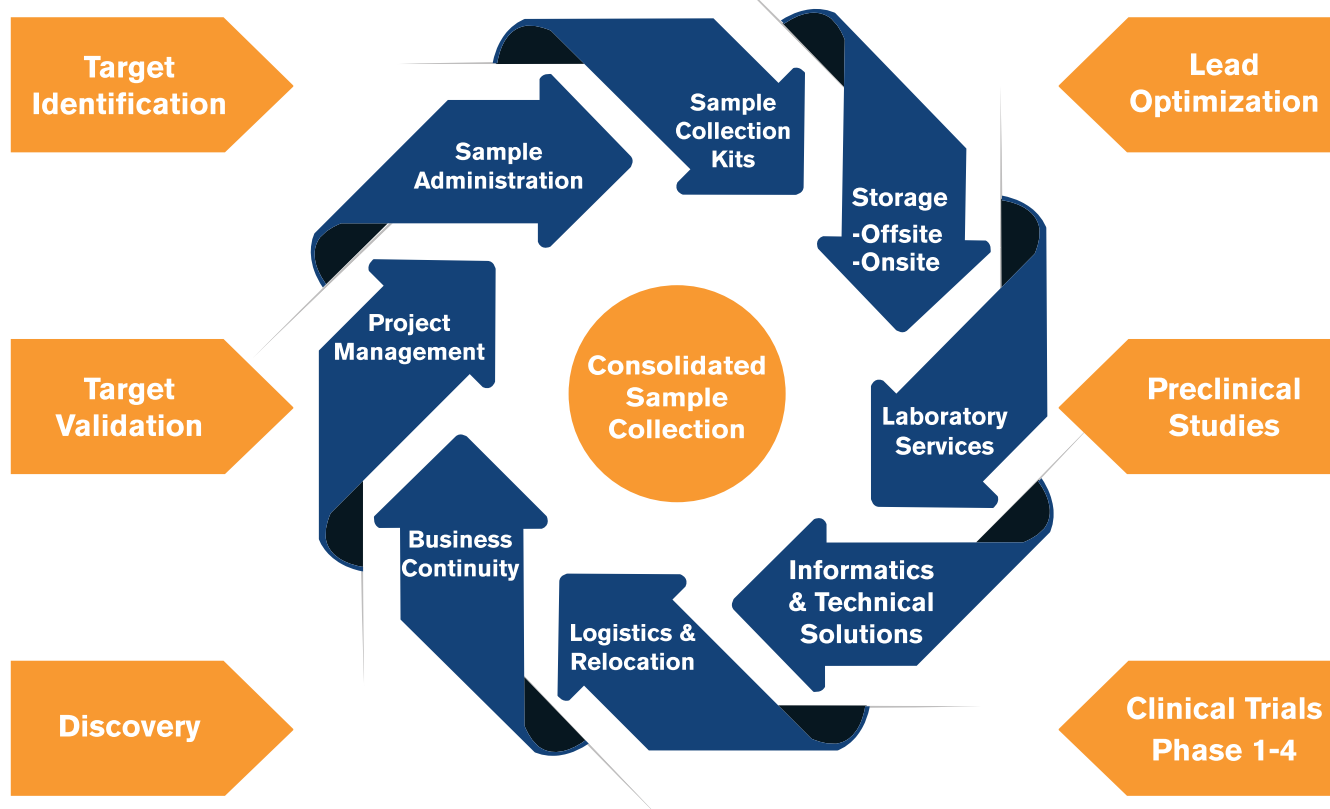 Target
Identification
Target
Validation
Discovery
Sample
Administration
Sample
Collection
Kits
Storage
-Offsite
-Onsite
Laboratory
Services
Informatics
& Technical
Solutions
Logistics &
Relocation
Business
Continuity
Project
Management
Consolidated
Sample
Collection
Lead
Optimization
Preclinical
Studies
Clinical Trials
Phase 1-4